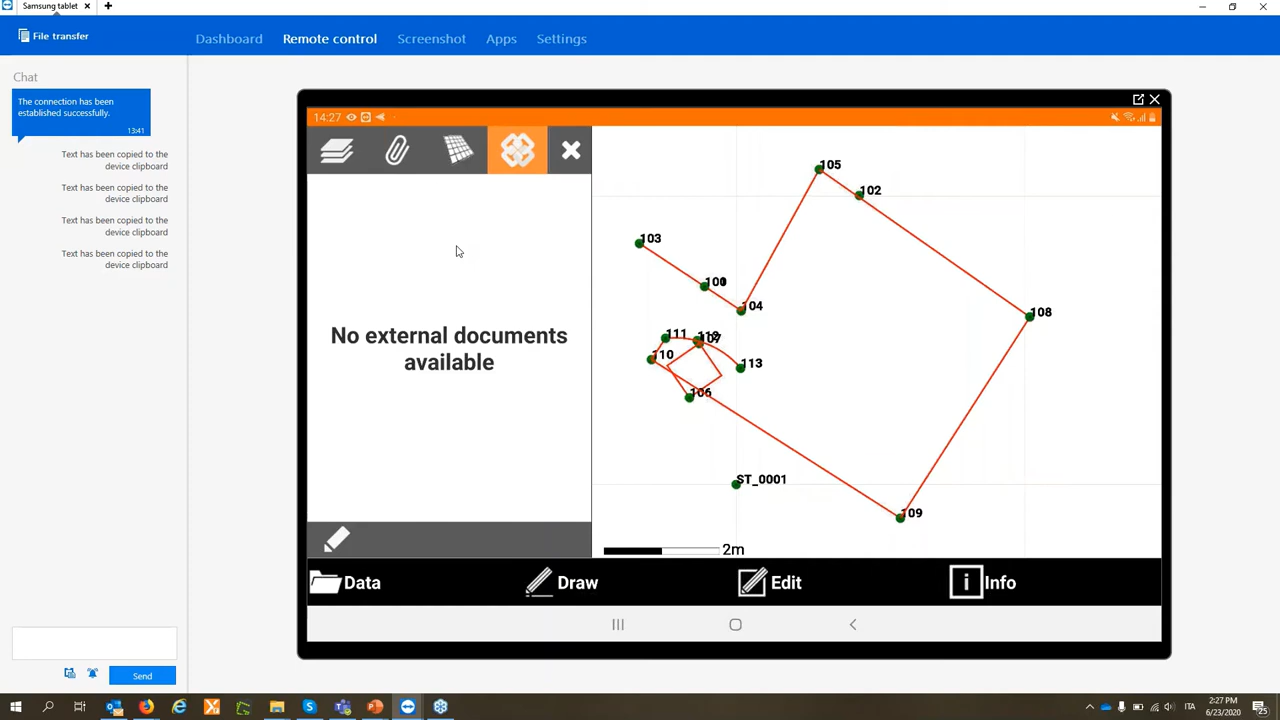 Samsung tablet
File transfer
Dashboard
Remote control
Screenshot
Apps
Settings
Chat
The connection has been
established successfully.
13:41
Text has been copied to the
device clipboard
Text has been copied to the
device clipboard
Text has been copied to the
device clipboard
Text has been copied to the
device clipboard
Send
14:27
No external documents
available
105
102
103
104
108
111
110
113
106
ST_0001
109
2m
Data
Draw
Edit
Info
ITA
2:27 PM
6/23/2020
25